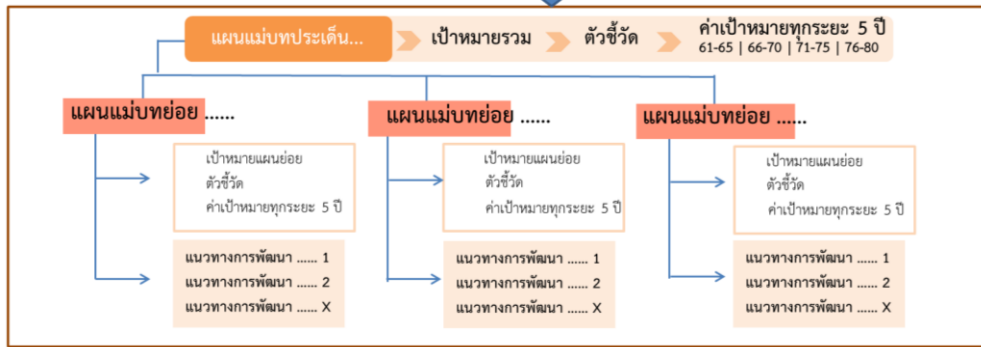 แผนแม่บทประเด็น...
เป้าหมายรวม
ตัวชี้วัด
ค่าเป้าหมายทุกระยะ 5 ปี
61-65 | 66-70 | 71-75 | 76-80
แผนแม่บทย่อย ......
เป้าหมายแผนย่อย
ตัวชี้วัด
ค่าเป้าหมายทุกระยะ 5 ปี
แนวทางการพัฒนา ...... 1
แนวทางการพัฒนา ...... 2
แนวทางการพัฒนา ...... X
แผนแม่บทย่อย ......
เป้าหมายแผนย่อย
ตัวชี้วัด
ค่าเป้าหมายทุกระยะ 5 ปี
แนวทางการพัฒนา ...... 1
แนวทางการพัฒนา ...... 2
แนวทางการพัฒนา ...... X
แผนแม่บทย่อย ......
เป้าหมายแผนย่อย
ตัวชี้วัด
ค่าเป้าหมายทุกระยะ 5 ปี
แนวทางการพัฒนา ...... 1
แนวทางการพัฒนา ...... 2
แนวทางการพัฒนา ...... X